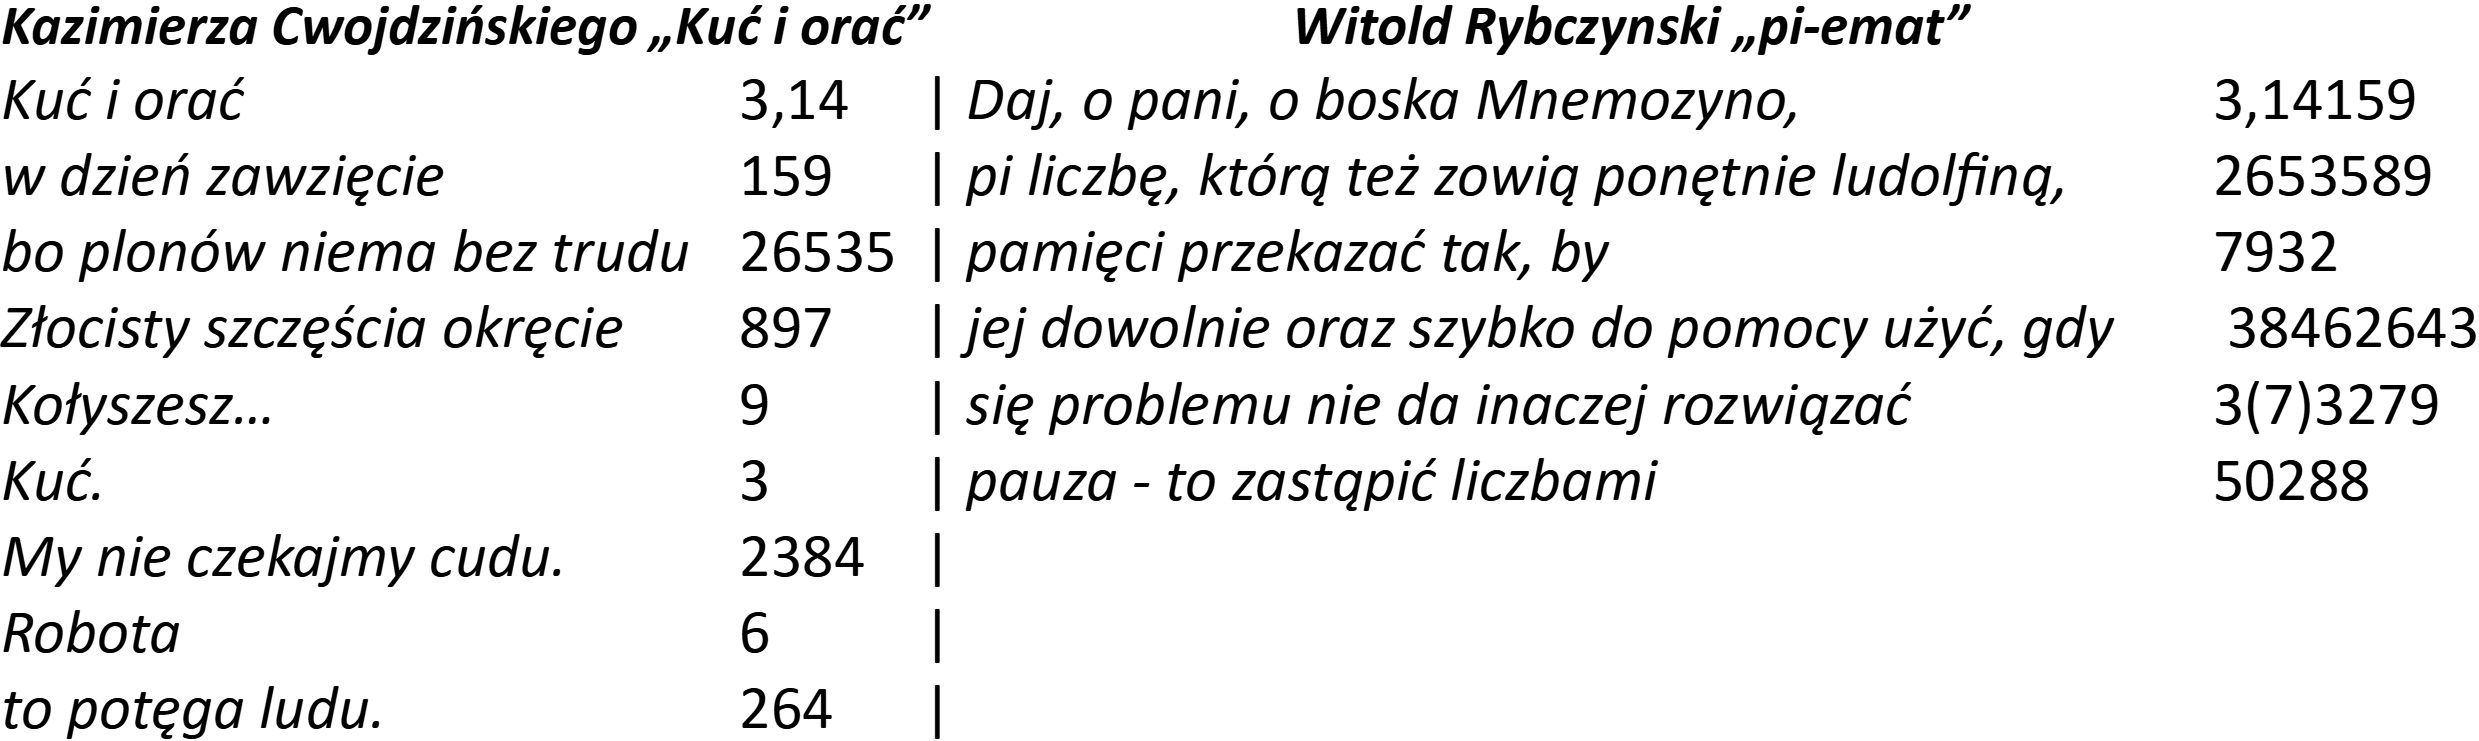 Kazimierza Cwojdzińskiego „Kuć i orać” Witold Rybczynski „pi-emat”
Kuć i orać 3,14 | Daj, o pani, o boska Mnemozyno, 3,14159
w dzień zawzięcie 159 | pi liczbę, którą też zowią ponętnie ludolfiną, 2653589
bo plonów niema bez trudu 26535 | pamięci przekazać tak, by 7932
Złocisty szczęścia okręcie 897 | jej dowolnie oraz szybko do pomocy użyć, gdy 38462643
Kołyszesz… 9 | się problemu nie da inaczej rozwiązać 3(7)3279
Kuć. 3 | pauza - to zastąpić liczbami 50288
My nie czekajmy cudu. 2384 |
Robota 6 |
to potęga ludu. 264 |